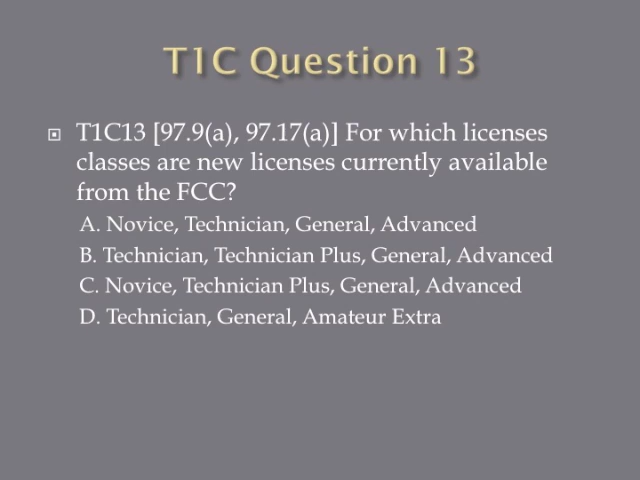 T1C Question 13
T1C13 [97.9(a), 97.17(a)] For which licenses
classes are new licenses currently available
from the FCC?
A. Novice, Technician, General, Advanced
B. Technician, Technician Plus, General, Advanced
C. Novice, Technician Plus, General, Advanced
D. Technician, General, Amateur Extra